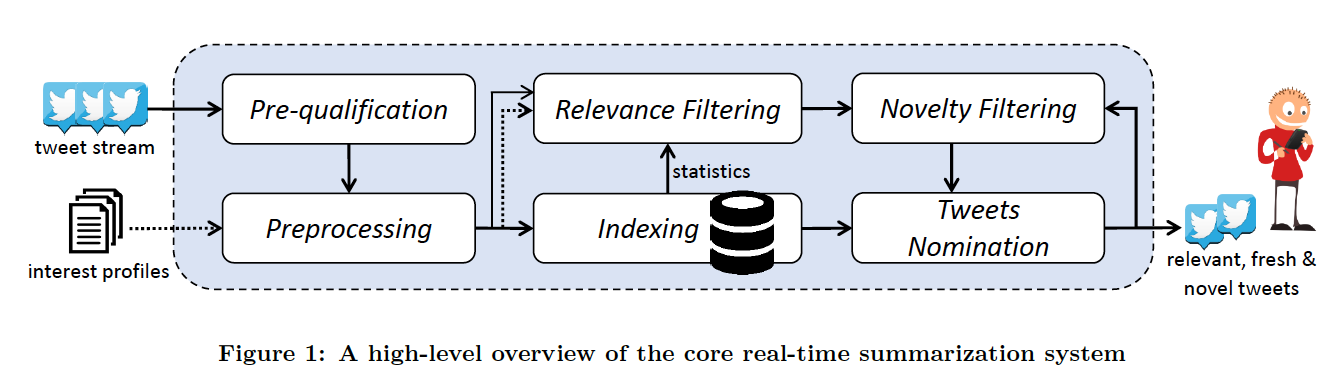 Pre-qualification
Relevance Filtering
Novelty Filtering
tweet stream
statistics
Preprocessing
Indexing
Tweets
Nomination
interest profiles
relevant, fresh &
novel tweets
Figure 1: A high-level overview of the core real-time summarization system